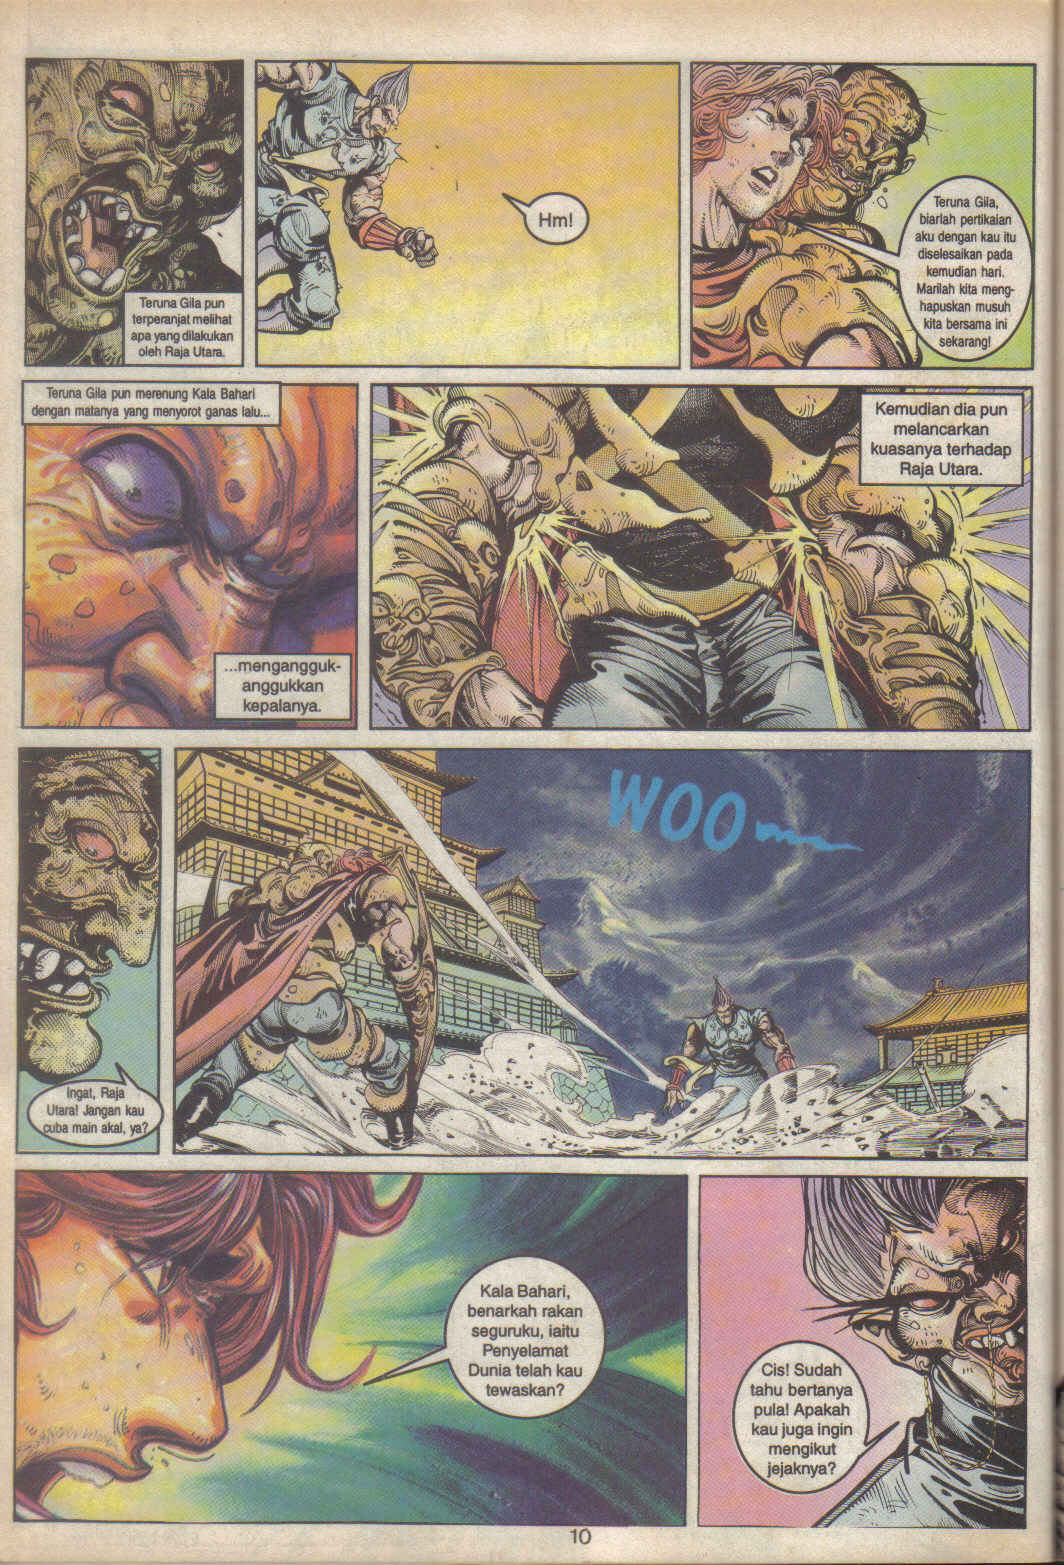 Teruna Gila pun
terperanjat melihat
apa yang dilakukan
oleh Raja Utara.
Hm!
Teruna Gila,
biarlah pertikaian
aku dengan kau itu
diselesaikan pada
kemudian hari.
Marilah kita meng-
hapuskan musuh
kita bersama ini
sekarang!
Teruna Gila pun merenung Kala Bahari
dengan matanya yang menyorot ganas lalu...
...mengangguk-
anggukkan
kepalanya.
Kemudian dia pun
melancarkan
kuasanya terhadap
Raja Utara.
Ingat, Raja
Utara! Jangan kau
cuba main akal, ya?
WOO
Kala Bahari,
benarkah rakan
seguruku, iaitu
Penyelamat
Dunia telah kau
tewaskan?
Cis! Sudah
tahu bertanya
pula! Apakah
kau juga ingin
mengikut
jejaknya?
10